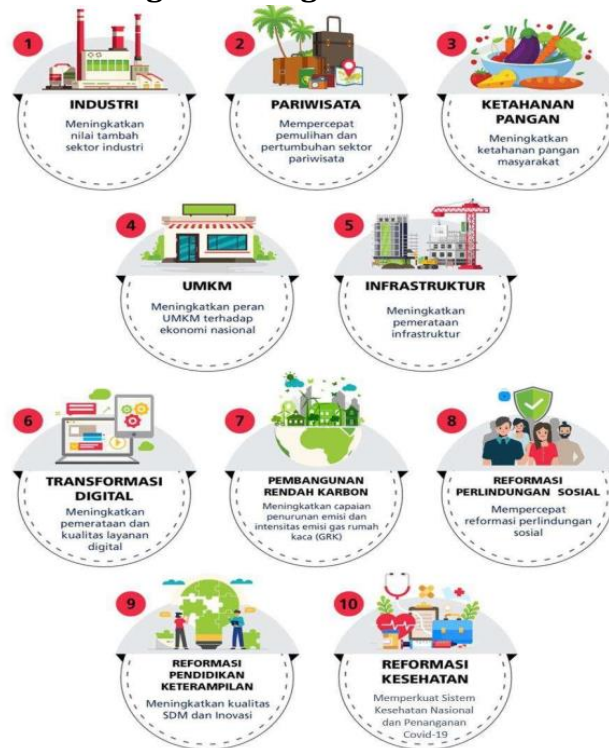 1
INDUSTRI
Meningkatkan
nilai tambah
sektor industri
2
PARIWISATA
Mempercepat
pemulihan dan
pertumbuhan sektor
pariwisata
3
KETAHANAN
PANGAN
Meningkatkan
ketahanan pangan
masyarakat
4
UMKM
Meningkatkan peran
UMKM terhadap
ekonomi nasional
5
INFRASTRUKTUR
Meningkatkan
pemerataan
infrastruktur
6
TRANSFORMASI
DIGITAL
Meningkatkan
pemerataan dan
kualitas layanan
digital
7
PEMBANGUNAN
RENDAH KARBON
Meningkatkan capaian
penurunan emisi dan
intensitas emisi gas rumah
kaca (GRK)
8
REFORMASI
PERLINDUNGAN SOSIAL
Mempercepat
reformasi perlindungan
sosial
9
REFORMASI
PENDIDIKAN
KETERAMPILAN
Meningkatkan kualitas
SDM dan Inovasi
10
REFORMASI
KESEHATAN
Memperkuat Sistem
Kesehatan Nasional
dan Penanganan
Covid-19